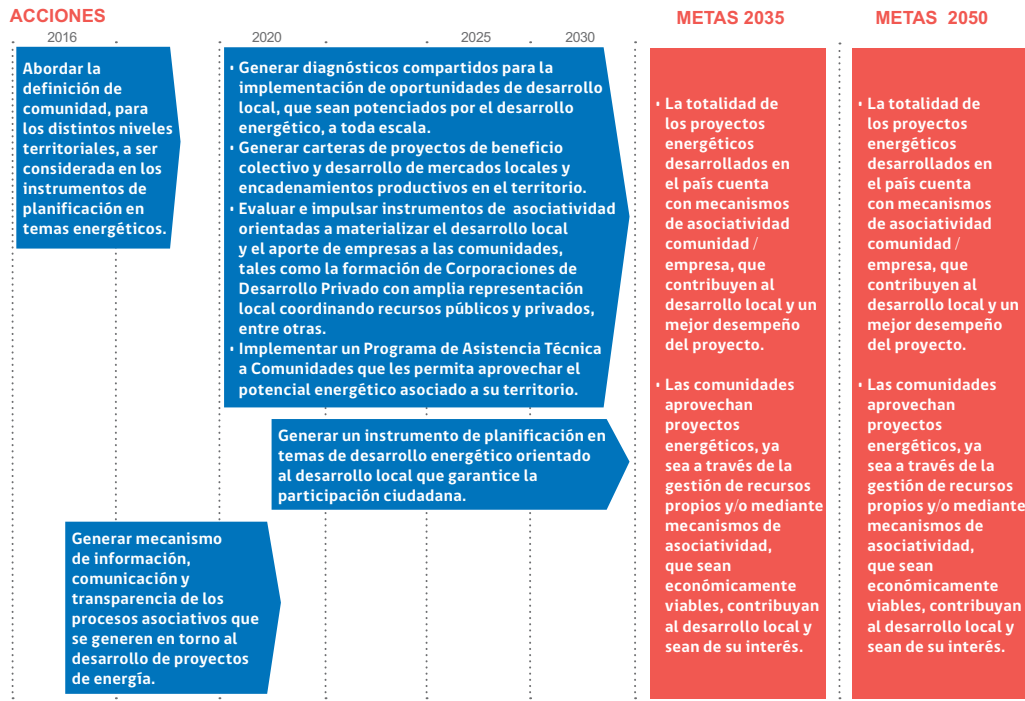 ACCIONES
METAS 2035
METAS 2050
2016
2020
2025
2030
Abordar la
definición de
comunidad, para
los distintos niveles
territoriales, a ser
considerada en los
instrumentos de
planificación en
temas energéticos.
• Generar diagnósticos compartidos para la
implementación de oportunidades de desarrollo
local, que sean potenciados por el desarrollo
energético, a toda escala.
• Generar carteras de proyectos de beneficio
colectivo y desarrollo de mercados locales y
encadenamientos productivos en el territorio.
• Evaluar e impulsar instrumentos de asociatividad
orientadas a materializar el desarrollo local
y el aporte de empresas a las comunidades,
tales como la formación de Corporaciones de
Desarrollo Privado con amplia representación
local coordinando recursos públicos y privados,
entre otras.
• Implementar un Programa de Asistencia Técnica
a Comunidades que les permita aprovechar el
potencial energético asociado a su territorio.
Generar un instrumento de planificación en
temas de desarrollo energético orientado
al desarrollo local que garantice la
participación ciudadana.
Generar mecanismo
de información,
comunicación y
transparencia de los
procesos asociativos que
se generen en torno al
desarrollo de proyectos
de energía.
• La totalidad de
los proyectos
energéticos
desarrollados en
el país cuenta
con mecanismos
de asociatividad
comunidad /
empresa, que
contribuyen al
desarrollo local y un
mejor desempeño
del proyecto.
• Las comunidades
aprovechan
proyectos
energéticos, ya
sea a través de la
gestión de recursos
propios y/o mediante
mecanismos de
asociatividad,
que sean
económicamente
viables, contribuyan
al desarrollo local y
sean de su interés.
• La totalidad de
los proyectos
energéticos
desarrollados en
el país cuenta
con mecanismos
de asociatividad
comunidad /
empresa, que
contribuyen al
desarrollo local y un
mejor desempeño
del proyecto.
• Las comunidades
aprovechan
proyectos
energéticos, ya
sea a través de la
gestión de recursos
propios y/o mediante
mecanismos de
asociatividad,
que sean
económicamente
viables, contribuyan
al desarrollo local y
sean de su interés.